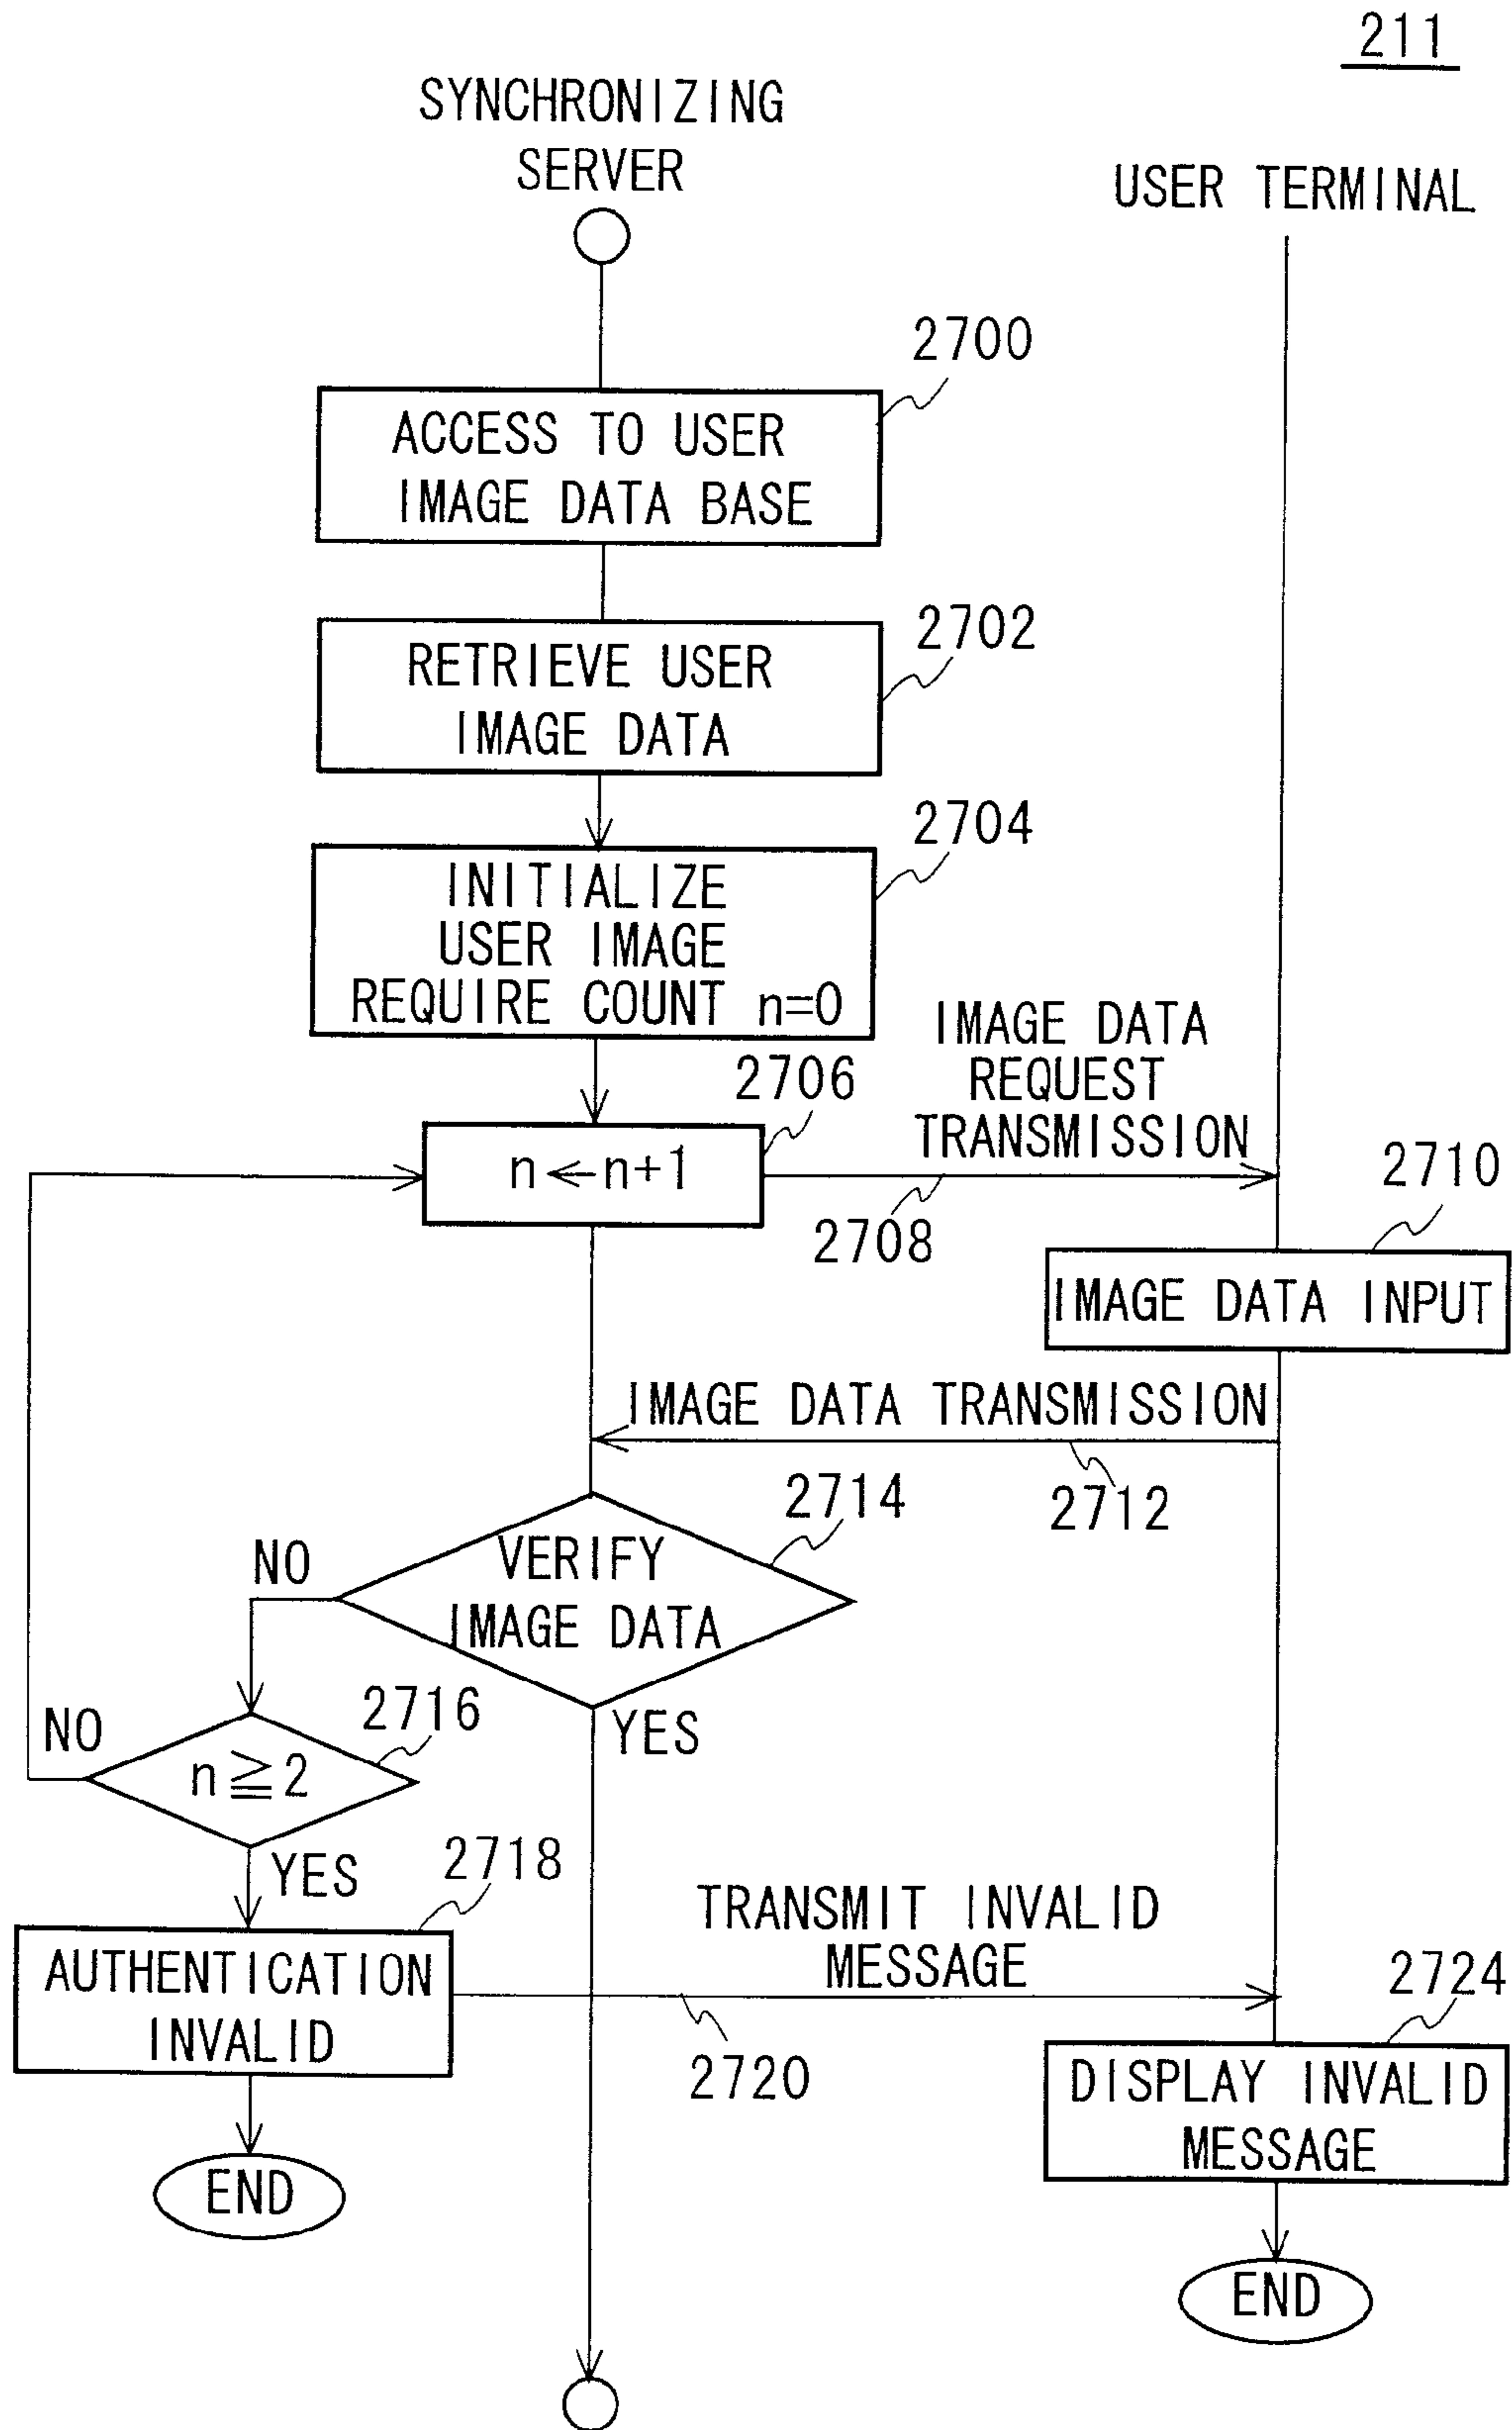 211
SYNCHRONIZING
SERVER
USER TERMINAL
2700
ACCESS TO USER
IMAGE DATA BASE
2702
RETRIEVE USER
IMAGE DATA
2704
INITIALIZE
USER IMAGE
REQUIRE COUNT n=0
IMAGE DATA
REQUEST
TRANSMISSION
2706
n←n+1
2708
2710
IMAGE DATA INPUT
IMAGE DATA TRANSMISSION
2712
2714
VERIFY
IMAGE DATA
NO
YES
2716
n≧2
NO
YES
2718
AUTHENTICATION
INVALID
TRANSMIT INVALID
MESSAGE
2720
2724
DISPLAY INVALID
MESSAGE
END
END